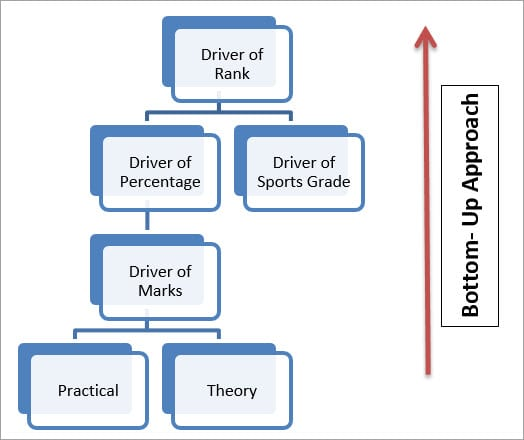 Driver of
Rank
Driver of
Percentage
Driver of
Sports Grade
Driver of
Marks
Practical
Theory
Bottom- Up Approach